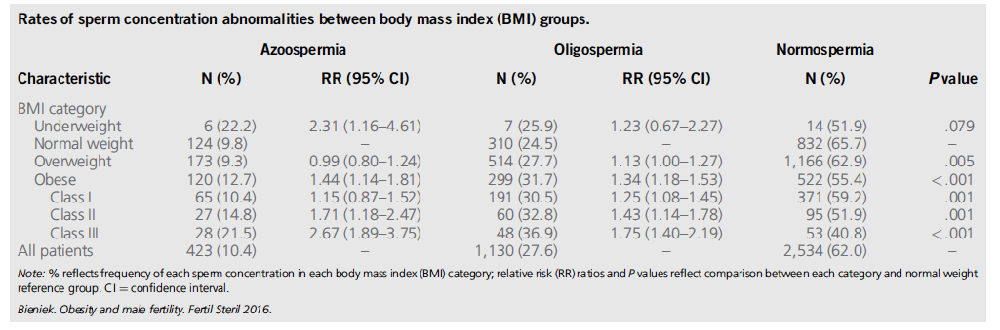 Rates of sperm concentration abnormalities between body mass index (BMI) groups.
Azoospermia Oligospermia Normospermia
Characteristic N (%) RR (95% CI) N (%) RR (95% CI) N (%) P value
BMI category
Underweight 6 (22.2) 2.31 (1.16–4.61) 7 (25.9) 1.23 (0.67–2.27) 14 (51.9) .079
Normal weight 124 (9.8) – 310 (24.5) – 832 (65.7) –
Overweight 173 (9.3) 0.99 (0.80–1.24) 514 (27.7) 1.13 (1.00–1.27) 1,166 (62.9) .005
Obese 120 (12.7) 1.44 (1.14–1.81) 299 (31.7) 1.34 (1.18–1.53) 522 (55.4) <.001
Class I 65 (10.4) 1.15 (0.87–1.52) 191 (30.5) 1.25 (1.08–1.45) 371 (59.2) .001
Class II 27 (14.8) 1.71 (1.18–2.47) 60 (32.8) 1.43 (1.14–1.78) 95 (51.9) .001
Class III 28 (21.5) 2.67 (1.89–3.75) 48 (36.9) 1.75 (1.40–2.19) 53 (40.8) <.001
All patients 423 (10.4) – 1,130 (27.6) – 2,534 (62.0) –
Note: % reflects frequency of each sperm concentration in each body mass index (BMI) category; relative risk (RR) ratios and P values reflect comparison between each category and normal weight
reference group. CI = confidence interval.
Bieniek. Obesity and male fertility. Fertil Steril 2016.